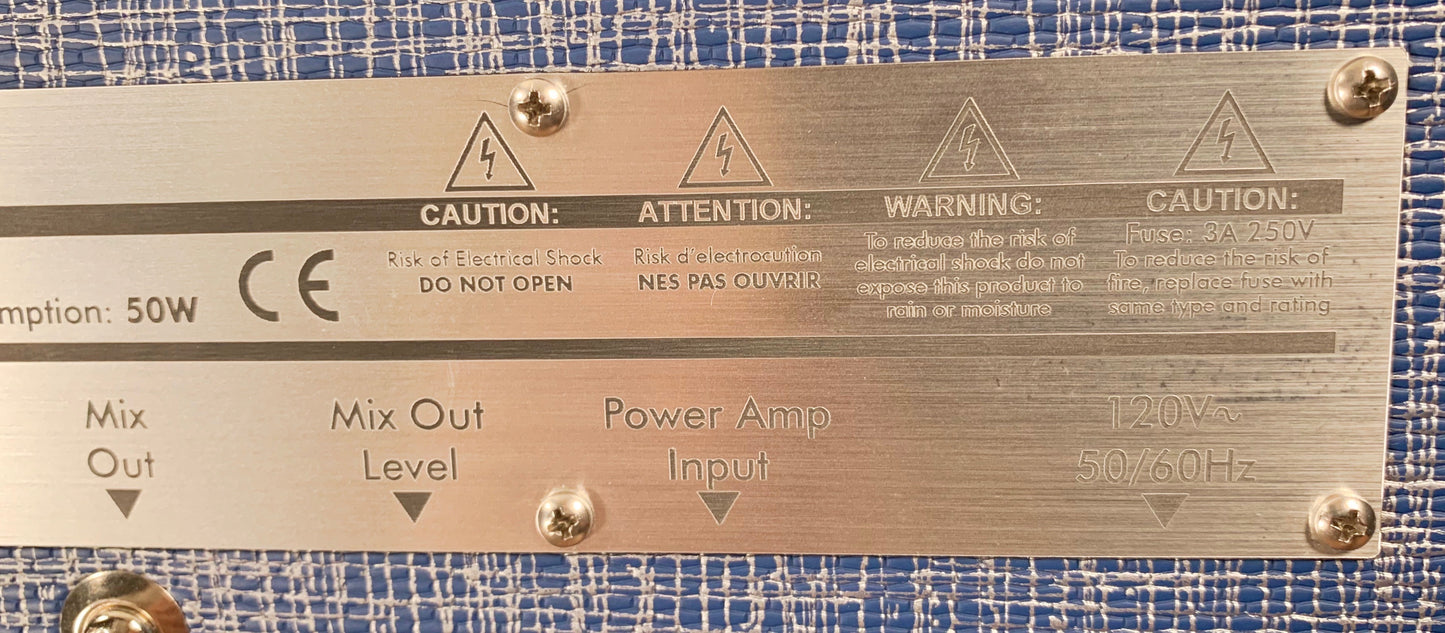 CAUTION:
Risk of Electrical Shock
DO NOT OPEN
ATTENTION:
Risk d'electrocution
NES PAS OUVRIR
WARNING:
To reduce the risk of
electrical shock do not
expose this product to
rain or moisture
CAUTION:
Fuse: 3A 250V
To reduce the risk of
fire, replace fuse with
same type and rating
mption: 50W
CE
Mix
Out
Mix Out
Level
Power Amp
Input
120V~
50/60Hz